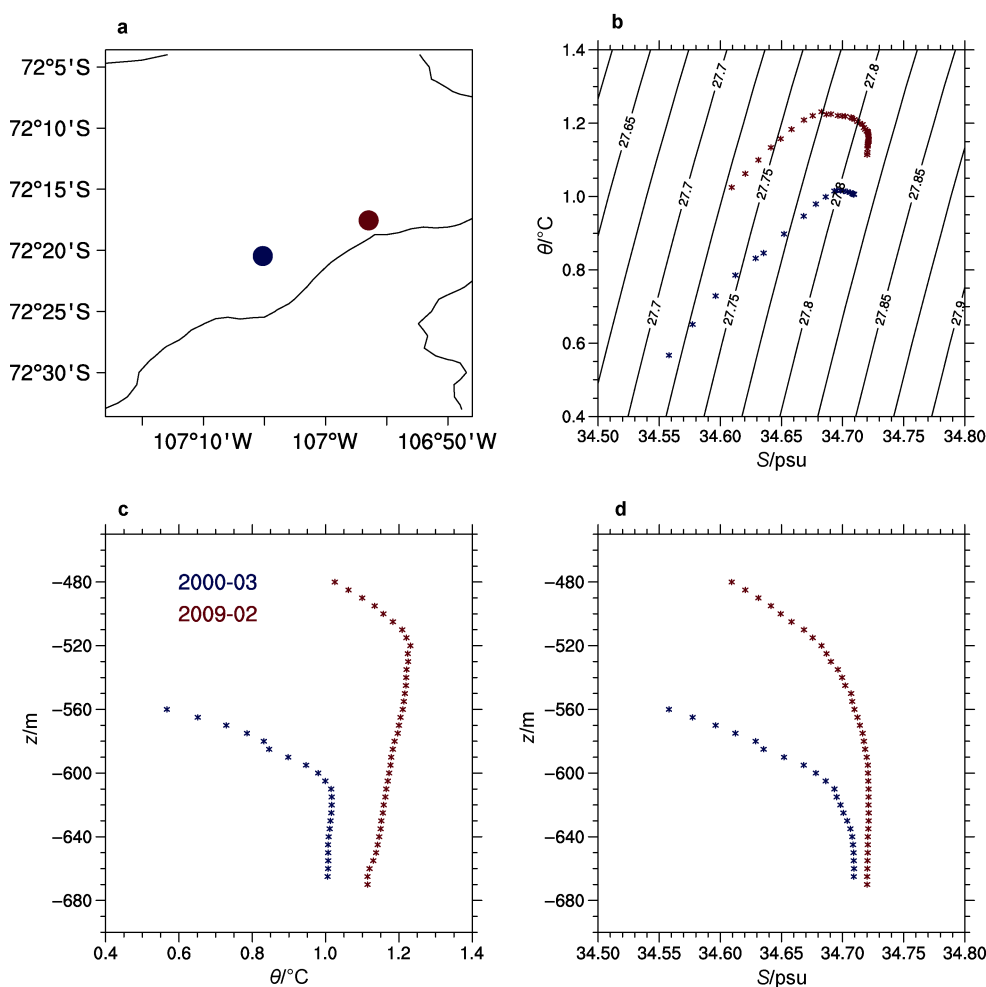 a
72°5'S
72°10'S
72°15'S
72°20'S
72°25'S
72°30'S
107°10'W 107°W 106°50'W
b
1.4
1.2
1.0
0.8
0.6
0.4
θ/°C
27.65
27.7
27.8
27.7
27.75
27.8
27.85
27.7
27.75
27.8
27.85
27.9
34.50 34.55 34.60 34.65 34.70 34.75 34.80
S/psu
c
−480
−520
−560
−600
−640
−680
z/m
2000-03
2009-02
0.4 0.6 0.8 1.0 1.2 1.4
θ/°C
d
−480
−520
−560
−600
−640
−680
z/m
34.50 34.55 34.60 34.65 34.70 34.75 34.80
S/psu